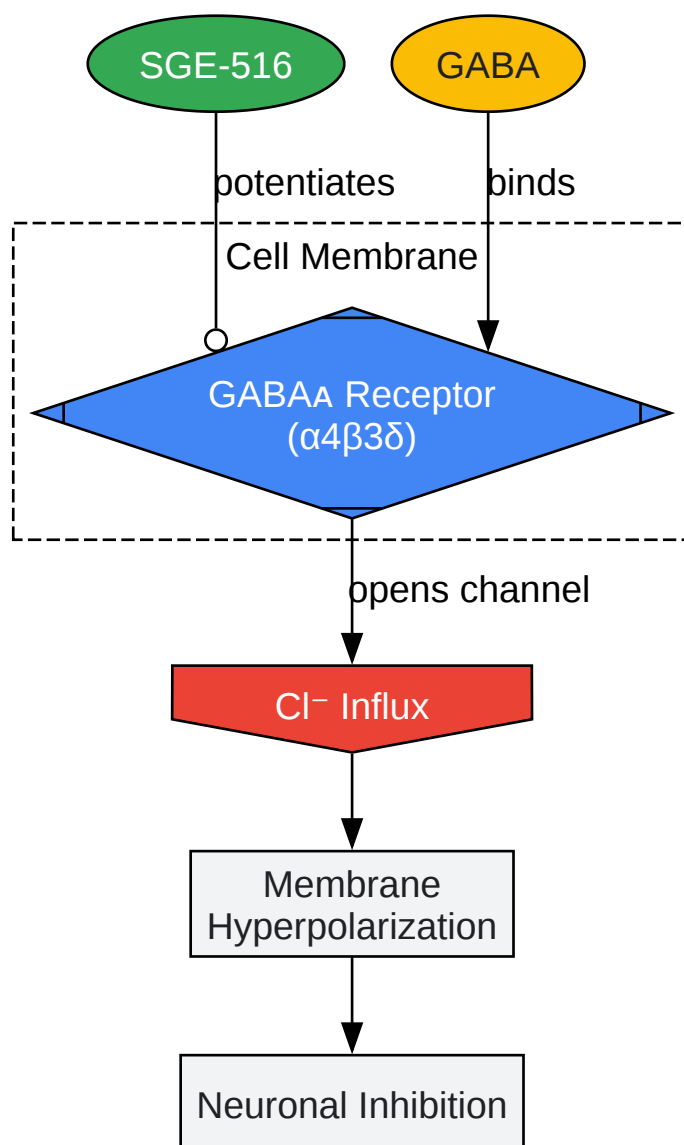 SGE-516
GABA
potentiates
binds
Cell Membrane
GABAᴀ Receptor
(α4β3δ)
opens channel
Cl⁻ Influx
Membrane
Hyperpolarization
Neuronal Inhibition